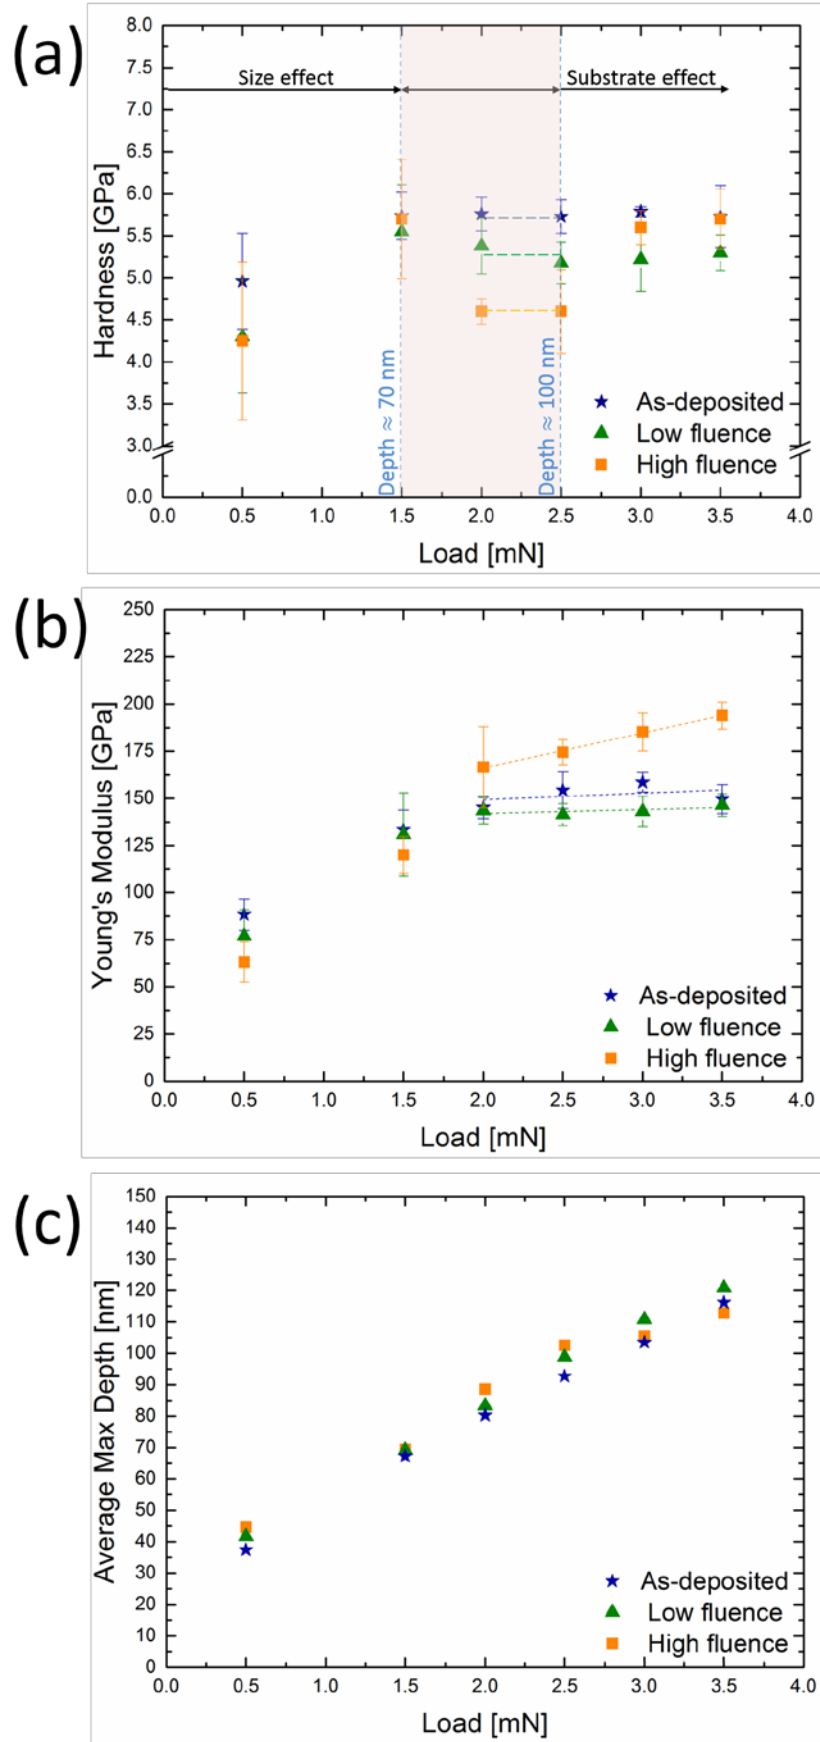 (a)
8.0
7.5
7.0
6.5
6.0
5.5
5.0
4.5
4.0
3.5
3.0
0.0
Hardness [GPa]
Size effect
Substrate effect
Depth ≈ 70 nm
Depth ≈ 100 nm
As-deposited
Low fluence
High fluence
0.0 0.5 1.0 1.5 2.0 2.5 3.0 3.5 4.0
Load [mN]
(b)
250
225
200
175
150
125
100
75
50
25
0
Young's Modulus [GPa]
As-deposited
Low fluence
High fluence
0.0 0.5 1.0 1.5 2.0 2.5 3.0 3.5 4.0
Load [mN]
(c)
150
140
130
120
110
100
90
80
70
60
50
40
30
20
10
0
Average Max Depth [nm]
As-deposited
Low fluence
High fluence
0.0 0.5 1.0 1.5 2.0 2.5 3.0 3.5 4.0
Load [mN]